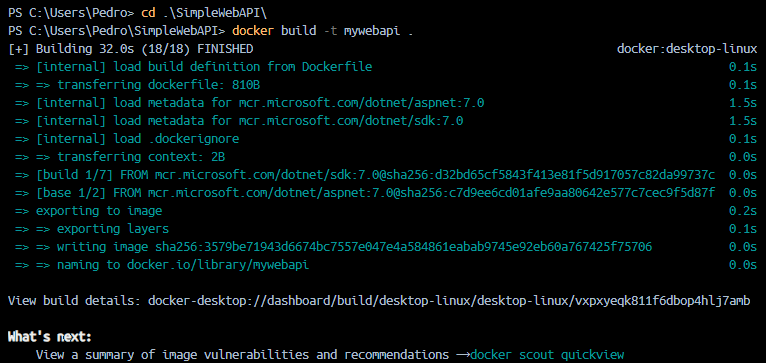 PS C:\Users\Pedro> cd .\SimpleWebAPI\
PS C:\Users\Pedro\SimpleWebAPI> docker build -t mywebapi .
[+] Building 32.0s (18/18) FINISHED docker:desktop-linux
=> [internal] load build definition from Dockerfile 0.1s
=> => transferring dockerfile: 810B 0.1s
=> [internal] load metadata for mcr.microsoft.com/dotnet/aspnet:7.0 1.5s
=> [internal] load metadata for mcr.microsoft.com/dotnet/sdk:7.0 1.5s
=> [internal] load .dockerignore 0.1s
=> => transferring context: 2B 0.0s
=> [build 1/7] FROM mcr.microsoft.com/dotnet/sdk:7.0@sha256:d32bd65cf5843f413e81f5d917057c82da99737c 0.0s
=> [base 1/2] FROM mcr.microsoft.com/dotnet/aspnet:7.0@sha256:c7d9ee6cd01afe9aa80642e577c7cec9f5d87f 0.0s
=> exporting to image 0.2s
=> => exporting layers 0.1s
=> => writing image sha256:3579be71943d6674bc7557e047e4a584861eabab9745e92eb60a767425f75706 0.0s
=> => naming to docker.io/library/mywebapi 0.0s
View build details: docker-desktop://dashboard/build/desktop-linux/desktop-linux/vxpxyeqk811f6dbop4hlj7amb
What's next:
View a summary of image vulnerabilities and recommendations → docker scout quickview